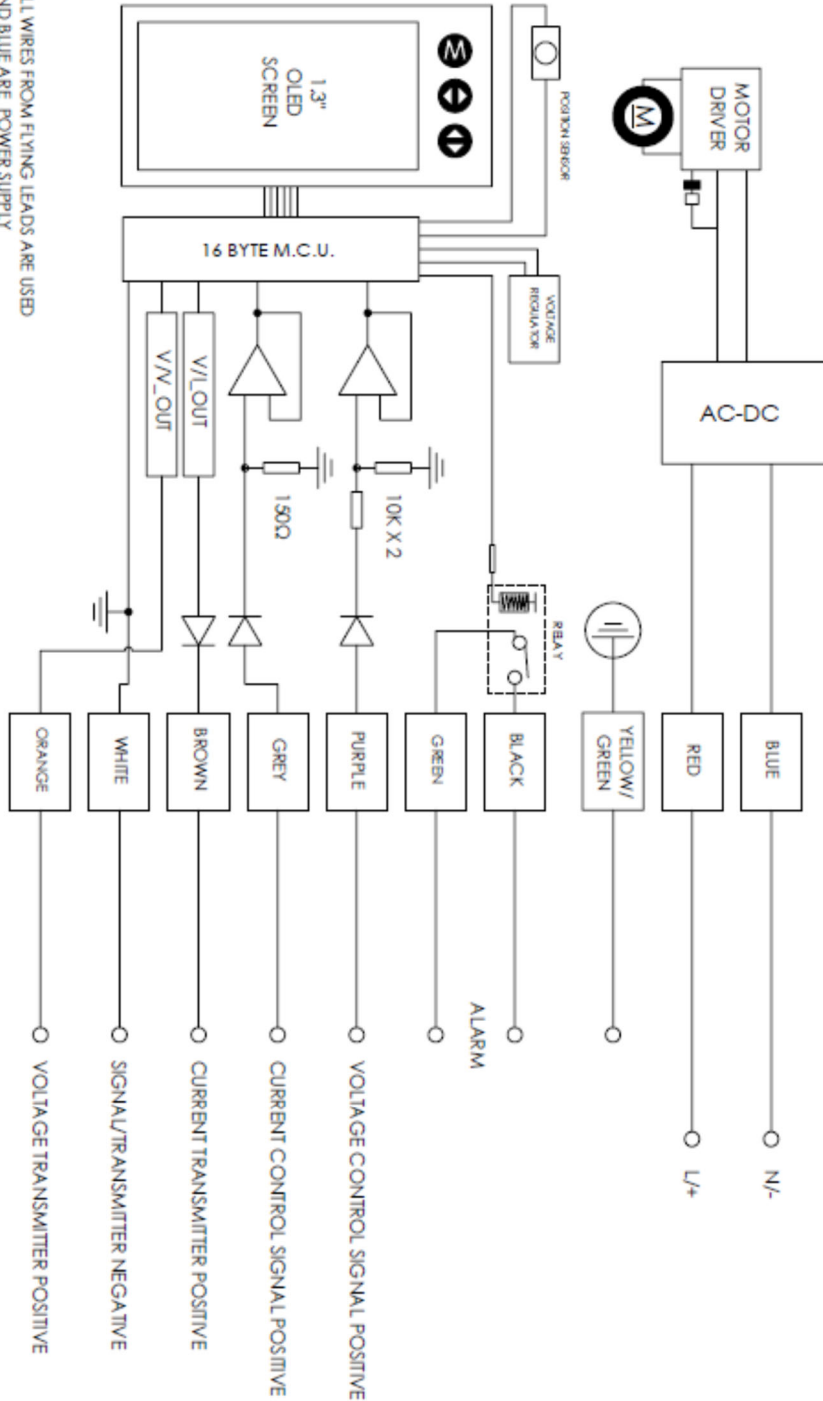 MOTOR
DRIVER
M
AC-DC
BLUE
N/-
RED
L/+
YELLOW/
GREEN
POSITION SENSOR
VOLTAGE
REGULATOR
RELAY
BLACK
ALARM
GREEN
M
1.3"
OLED
SCREEN
16 BYTE M.C.U.
10K X 2
PURPLE
VOLTAGE CONTROL SIGNAL POSITIVE
150Ω
GREY
CURRENT CONTROL SIGNAL POSITIVE
V/I_OUT
BROWN
CURRENT TRANSMITTER POSITIVE
V/V_OUT
WHITE
SIGNAL/TRANSMITTER NEGATIVE
ORANGE
VOLTAGE TRANSMITTER POSITIVE
LL WIRES FROM FLYING LEADS ARE USED
ND BLUE ARE POWER SUPPLY